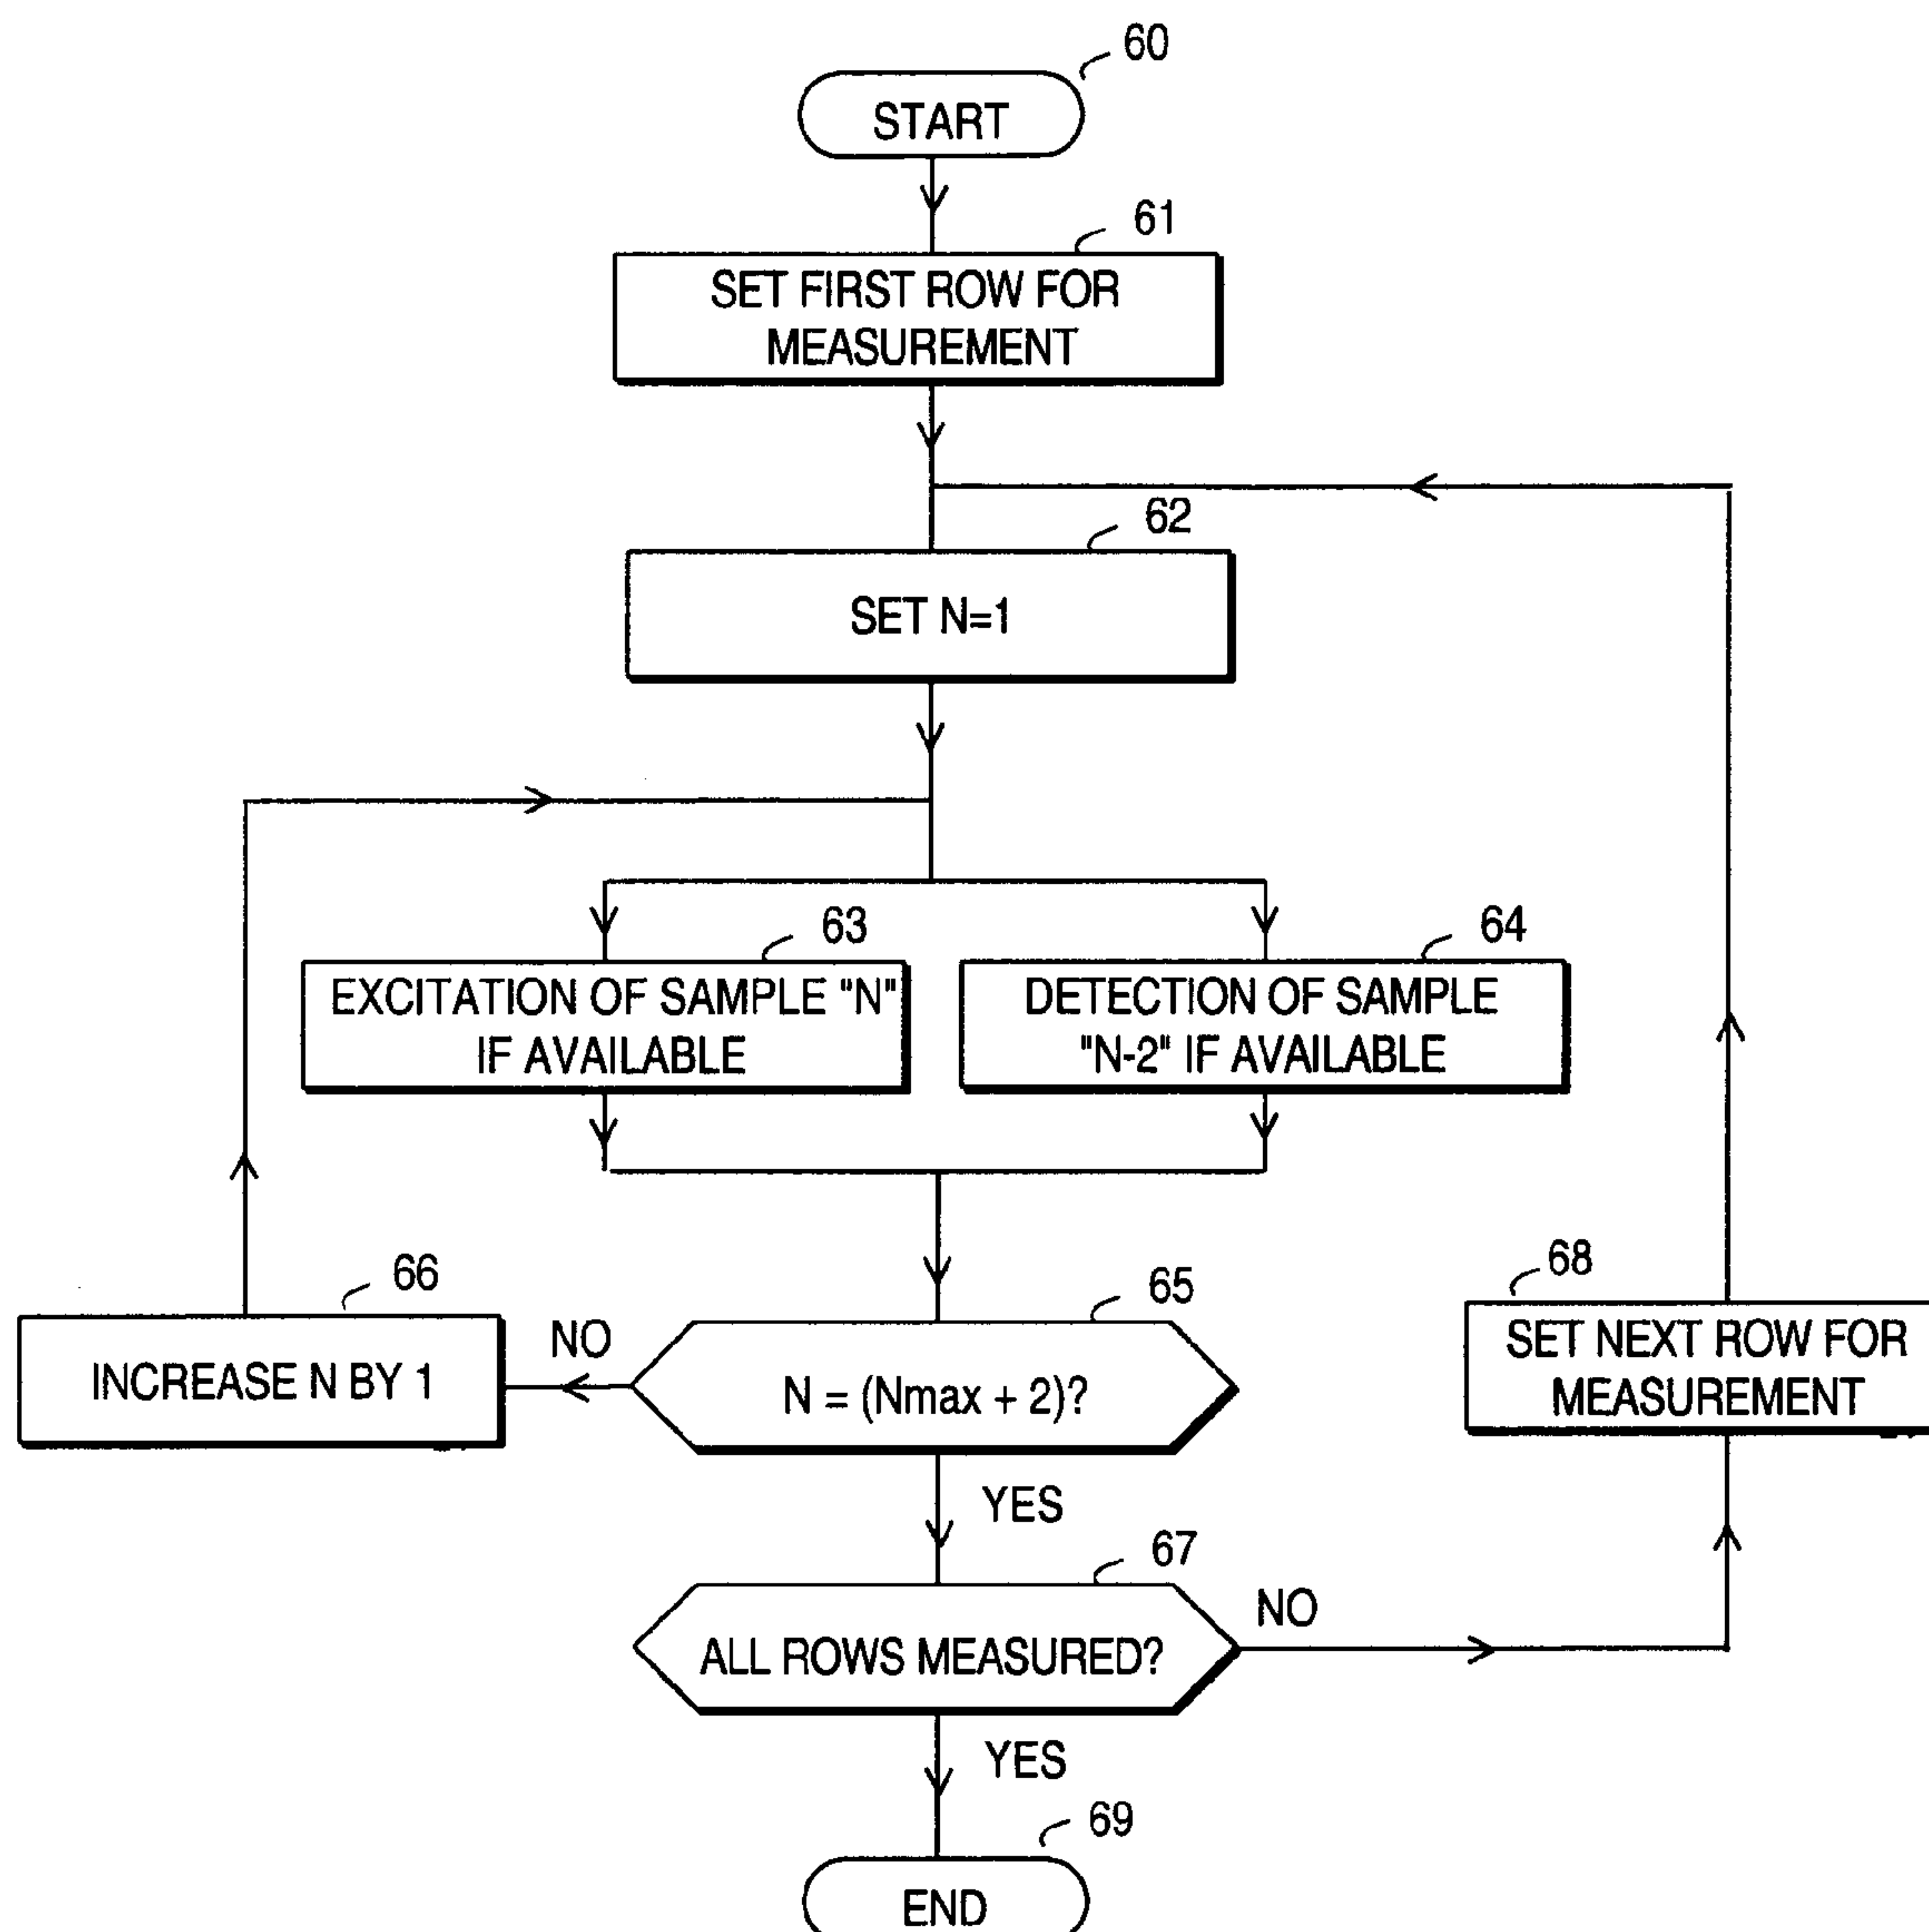 60
START
61
SET FIRST ROW FOR
MEASUREMENT
62
SET N=1
63
EXCITATION OF SAMPLE "N"
IF AVAILABLE
64
DETECTION OF SAMPLE
"N-2" IF AVAILABLE
65
N = (Nmax + 2)?
NO
66
INCREASE N BY 1
YES
67
ALL ROWS MEASURED?
NO
68
SET NEXT ROW FOR
MEASUREMENT
YES
69
END